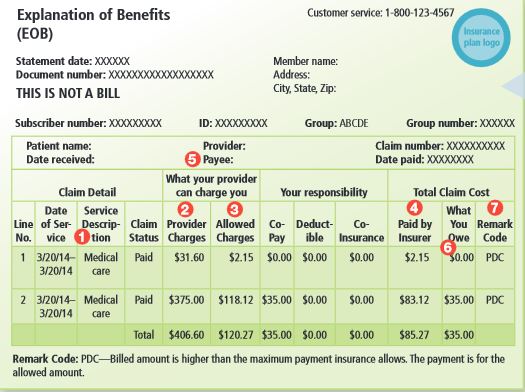 Explanation of Benefits
(EOB)
Customer service: 1-800-123-4567
Insurance
plan logo
Statement date: XXXXXX
Document number: XXXXXXXXXXXXXXXXXX
THIS IS NOT A BILL
Member name:
Address:
City, State, Zip:
Subscriber number: XXXXXXXXX ID: XXXXXXXXX Group: ABCDE Group number: XXXXXX
Patient name: Provider: Claim number: XXXXXXXXXX
Date received: 5 Payee: Date paid: XXXXXXXX
Claim Detail
What your provider
can charge you
Your responsibility
Total Claim Cost
Line
No.
Date
of Ser-
vice
1
Service
Descrip-
tion
Claim
Status
2
Provider
Charges
3
Allowed
Charges
Co-
Pay
Deduct-
ible
Co-
Insurance
4
Paid by
Insurer
What
You
Owe
6
7
Remark
Code
1 3/20/14– Medical Paid $31.60 $2.15 $0.00 $0.00 $0.00 $2.15 $0.00 PDC
3/20/14 care
2 3/20/14– Medical Paid $375.00 $118.12 $35.00 $0.00 $0.00 $83.12 $35.00 PDC
3/20/14 care
Total $406.60 $120.27 $35.00 $0.00 $0.00 $85.27 $35.00
Remark Code: PDC—Billed amount is higher than the maximum payment insurance allows. The payment is for the
allowed amount.